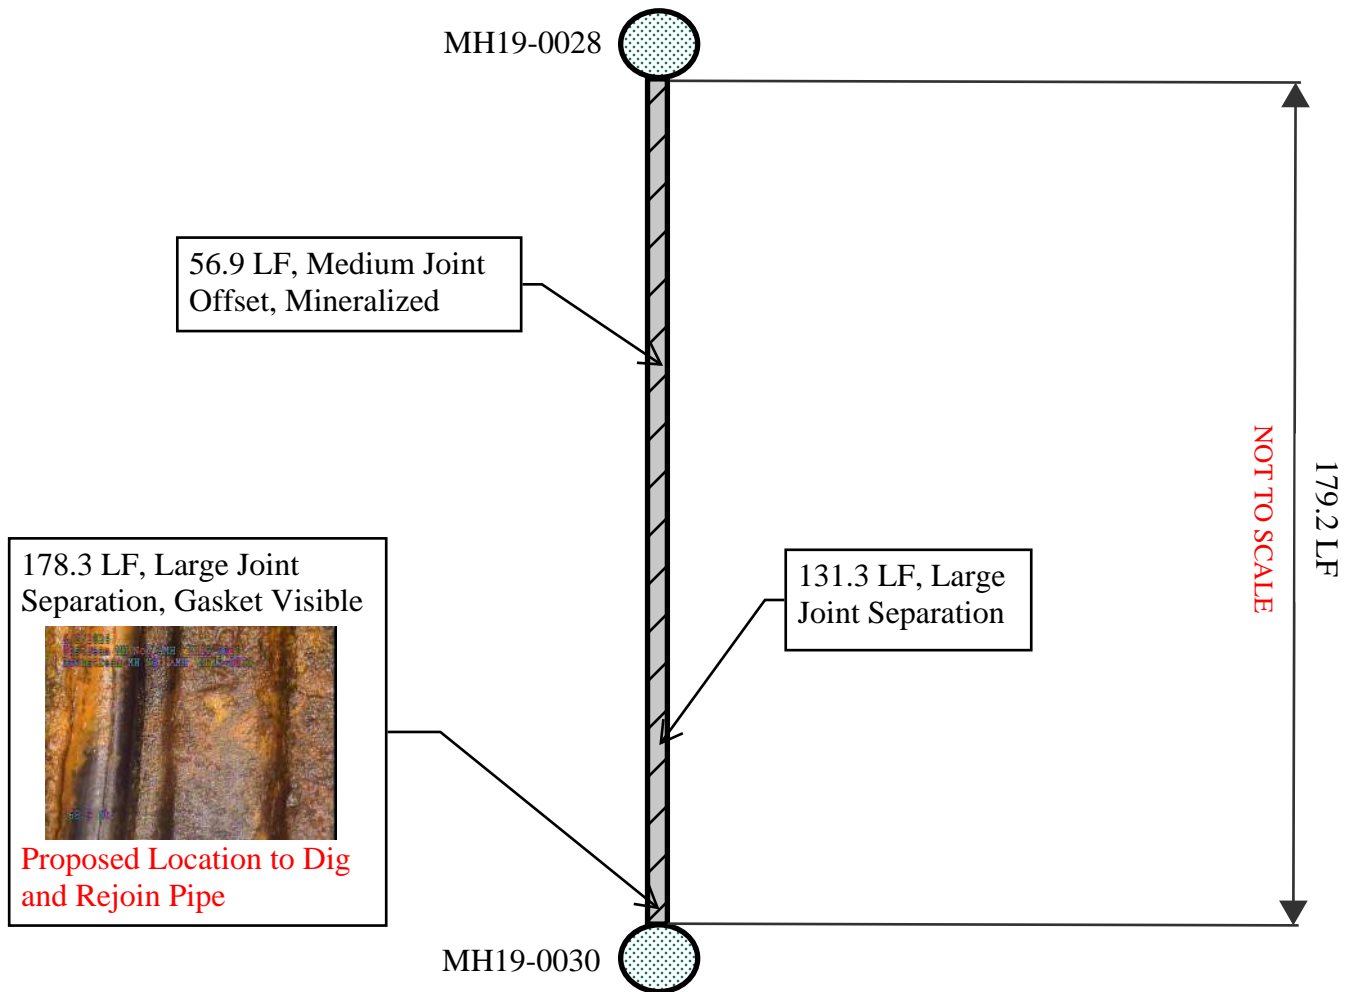 MH19-0028
56.9 LF, Medium Joint
Offset, Mineralized
178.3 LF, Large Joint
Separation, Gasket Visible
Proposed Location to Dig
and Rejoin Pipe
131.3 LF, Large
Joint Separation
NOT TO SCALE
179.2 LF
MH19-0030